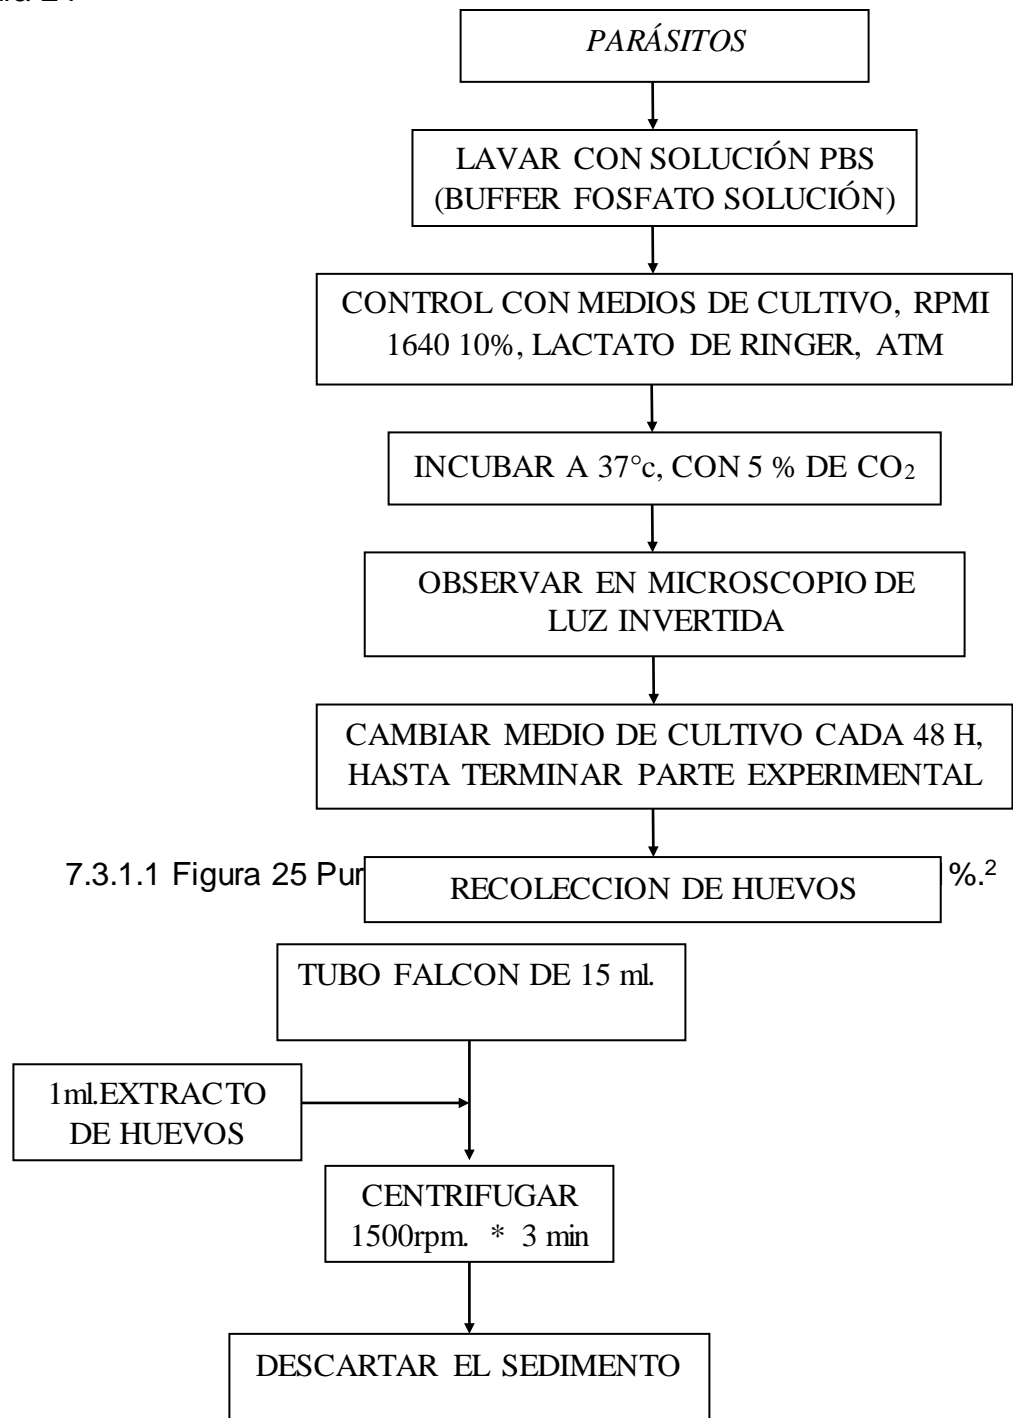 PARÁSITOS
LAVAR CON SOLUCIÓN PBS
(BUFFER FOSFATO SOLUCIÓN)
CONTROL CON MEDIOS DE CULTIVO, RPMI
1640 10%, LACTATO DE RINGER, ATM
INCUBAR A 37°c, CON 5 % DE CO₂
OBSERVAR EN MICROSCOPIO DE
LUZ INVERTIDA
CAMBIAR MEDIO DE CULTIVO CADA 48 H,
HASTA TERMINAR PARTE EXPERIMENTAL
7.3.1.1 Figura 25 %.²
RECOLECCION DE HUEVOS
TUBO FALCON DE 15 ml.
1ml.EXTRACTO
DE HUEVOS
CENTRIFUGAR
1500rpm. * 3 min
DESCARTAR EL SEDIMENTO